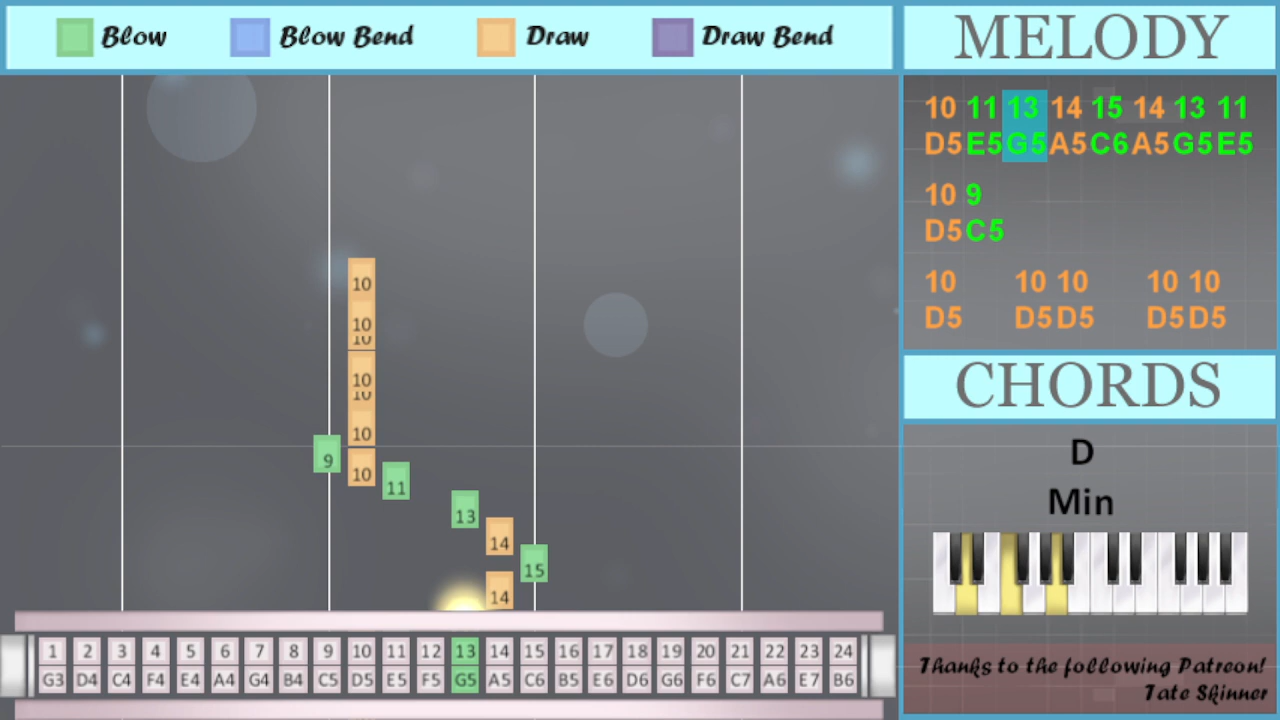 Blow Blow Bend Draw Draw Bend
MELODY
10 11 13 14 15 14 13 11
D5 E5 G5 A5 C6 A5 G5 E5
10 9
D5 C5
10 10 10 10 10
D5 D5 D5 D5 D5
CHORDS
D
Min
10
10
10
10
10
10
9
10
11
13
14
15
14
1 2 3 4 5 6 7 8 9 10 11 12 13 14 15 16 17 18 19 20 21 22 23 24
G3 D4 C4 F4 E4 A4 G4 B4 C5 D5 E5 F5 G5 A5 C6 B5 E6 D6 G6 F6 C7 A6 E7 B6
Thanks to the following Patreon!
Tate Skinner